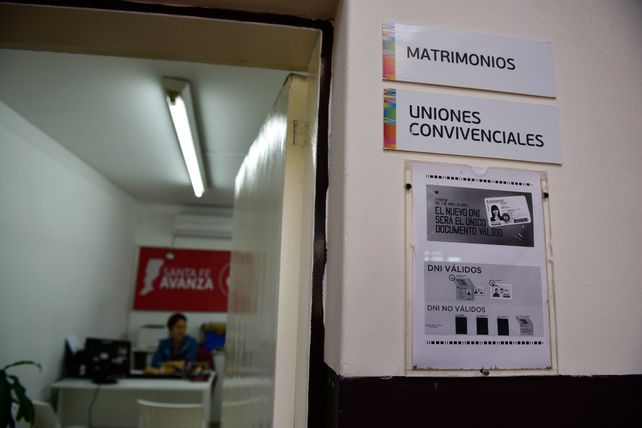 MATRIMONIOS
UNIONES
CONVIVENCIALES
EL NUEVO DNI
SERÁ EL ÚNICO
DOCUMENTO VÁLIDO
DNI VÁLIDOS
DNI NO VÁLIDOS
SANTA FE
AVANZA